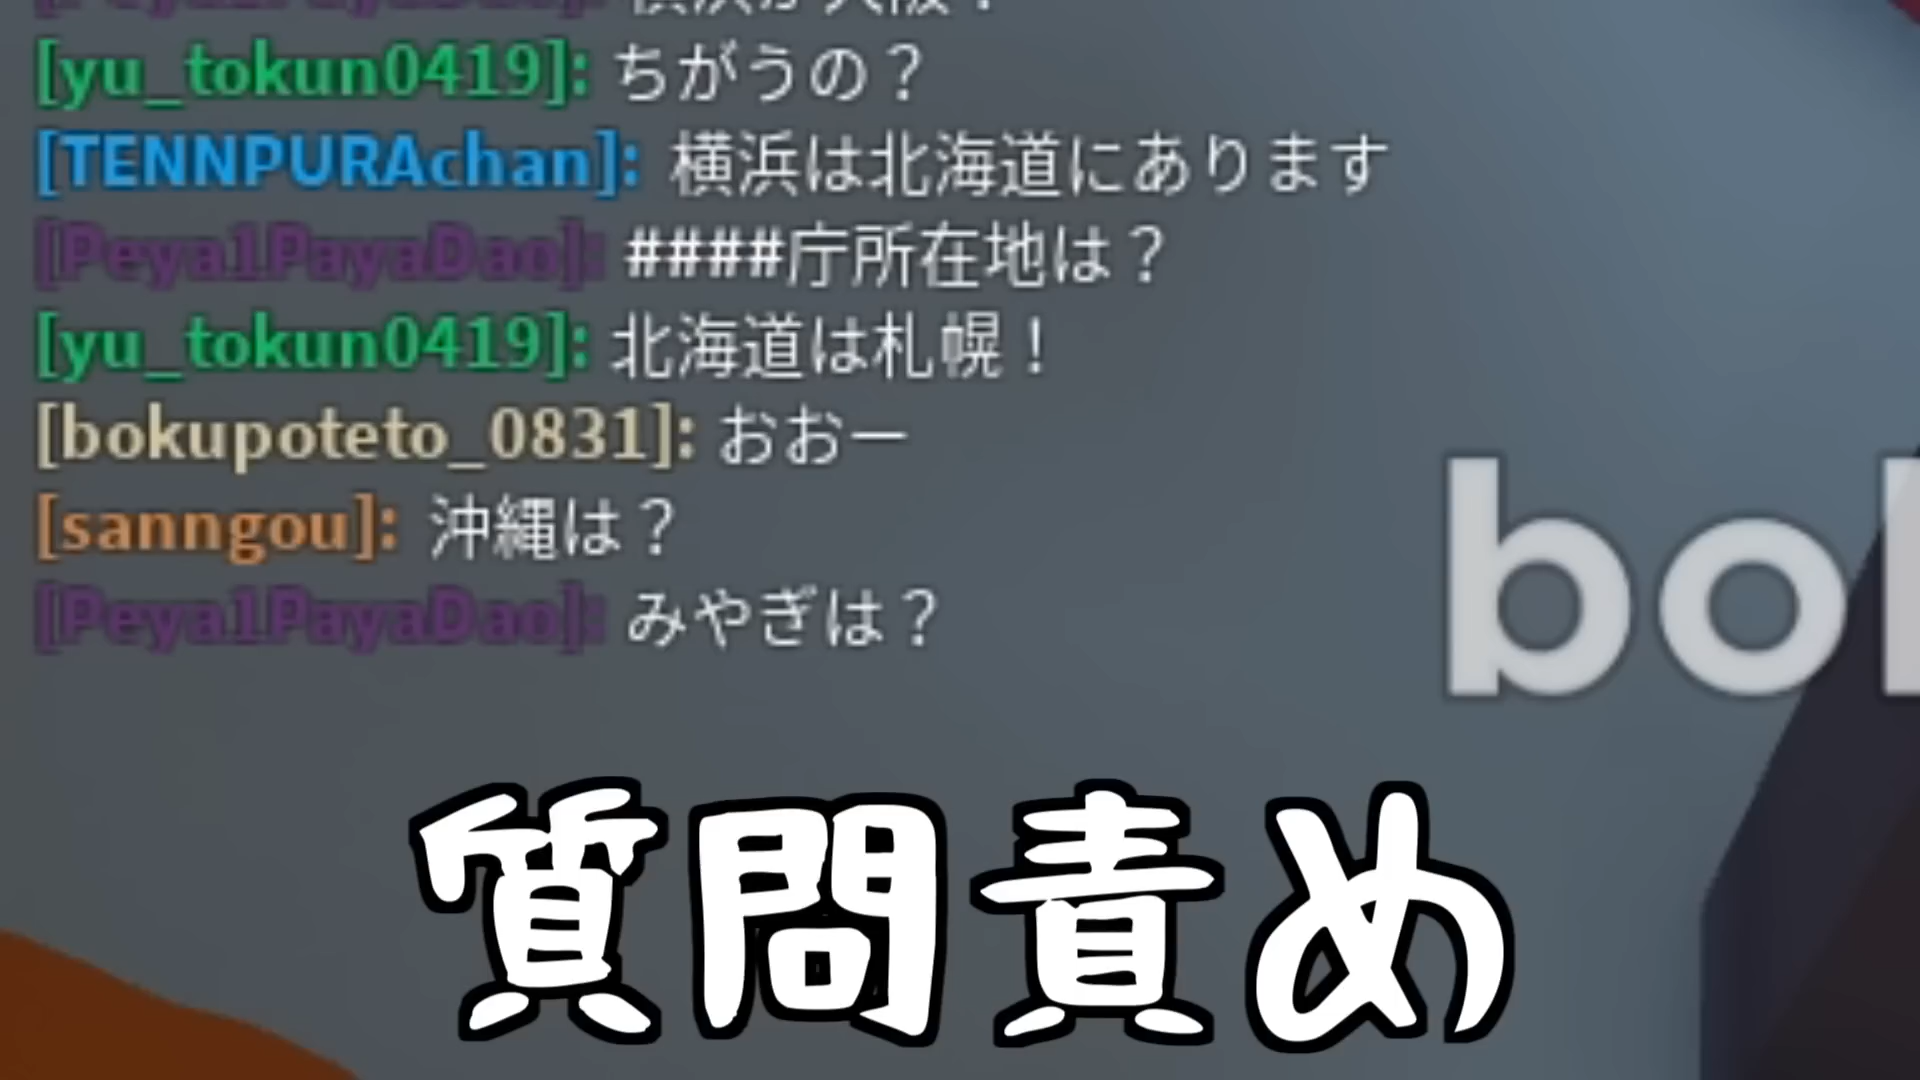 [yu_tokun0419]: ちがうの？
[TENNPURAchan]: 横浜は北海道にあります
[Peya1PayaDao]: ####庁所在地は？
[yu_tokun0419]: 北海道は札幌！
[bokupoteto_0831]: おおー
[sanngou]: 沖縄は？
[Peya1PayaDao]: みやぎは？
bo
質問責め